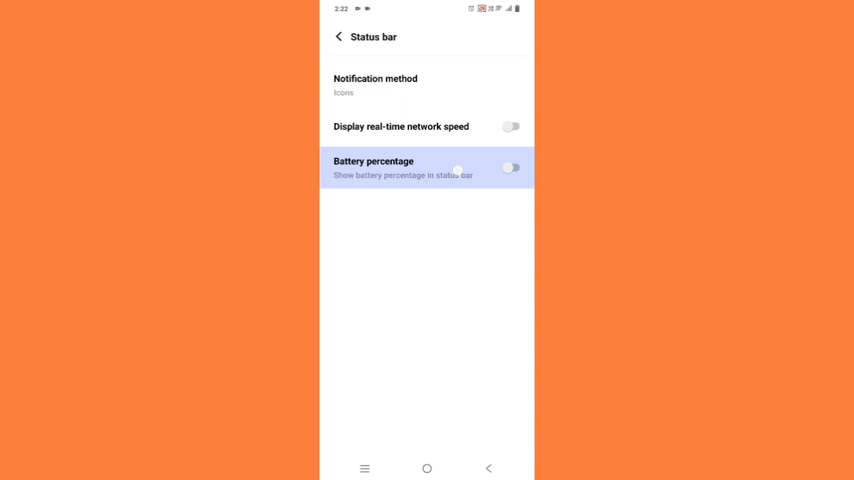 2:22
Status bar
Notification method
Icons
Display real-time network speed
Battery percentage
Show battery percentage in status bar